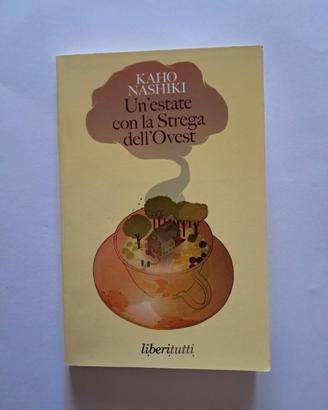 KAHO
NASHIKI
Un'estate
con la Strega
dell'Ovest
liberitutti